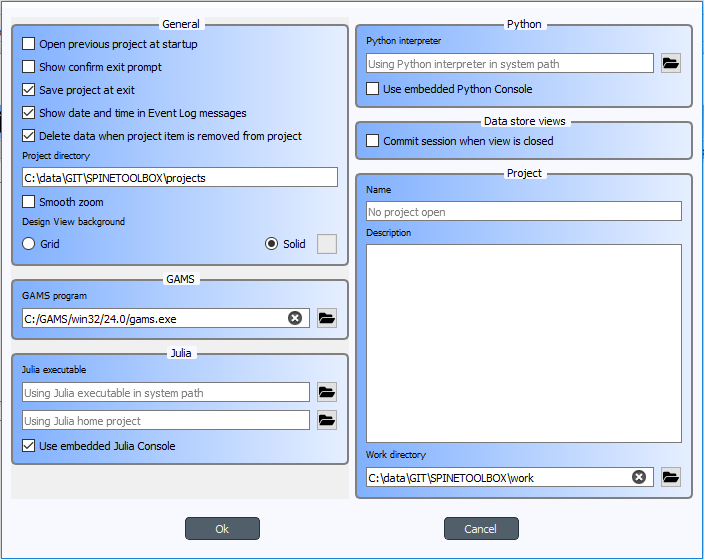 General
Open previous project at startup
Show confirm exit prompt
Save project at exit
Show date and time in Event Log messages
Delete data when project item is removed from project
Project directory
C:\data\GIT\SPINETOOLBOX\projects
Smooth zoom
Design View background
Grid
Solid
GAMS
GAMS program
C:/GAMS/win32/24.0/gams.exe
Julia
Julia executable
Using Julia executable in system path
Using Julia home project
Use embedded Julia Console
Python
Python interpreter
Using Python interpreter in system path
Use embedded Python Console
Data store views
Commit session when view is closed
Project
Name
No project open
Description
Work directory
C:\data\GIT\SPINETOOLBOX\work
Ok
Cancel